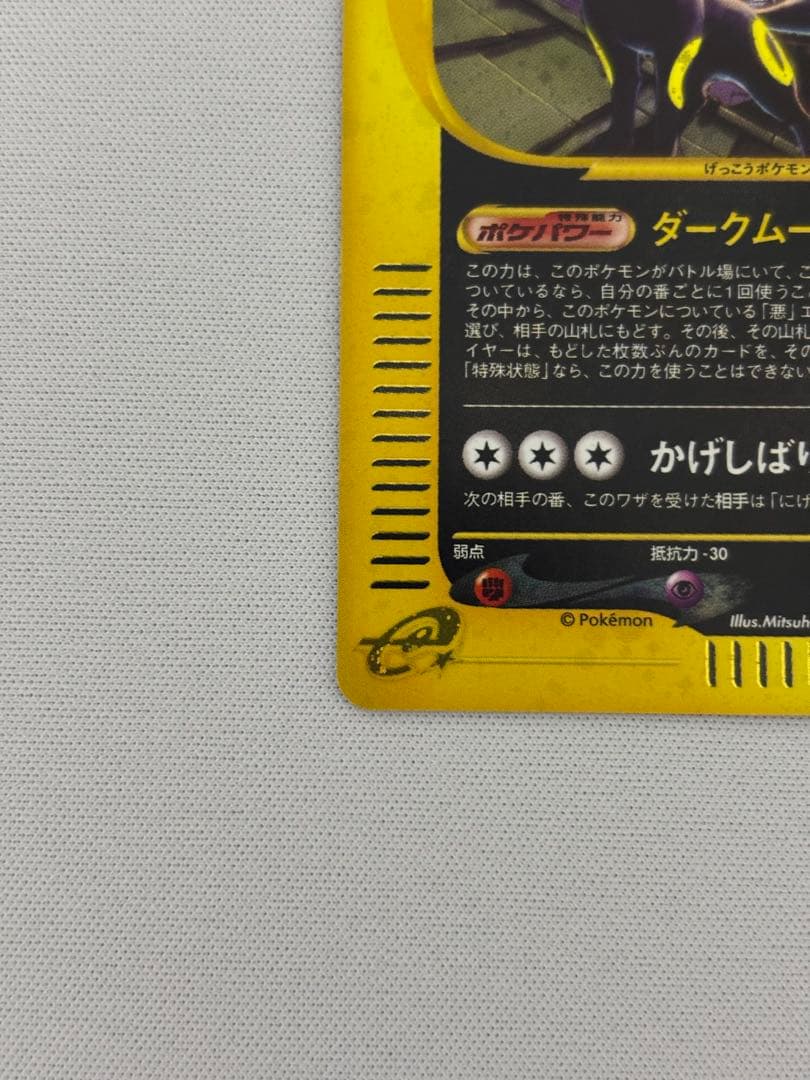 げっこうポケモン
特殊能力
ポケパワー ダークムー
この力は、このポケモンがバトル場にいて、こ
ついているなら、自分の番ごとに1回使うこ
その中から、このポケモンについている「悪」エ
選び、相手の山札にもどす。その後、その山札
イヤーは、もどした枚数ぶんのカードを、その
「特殊状態」なら、この力を使うことはできない
かげしばり
次の相手の番、このワザを受けた相手は「にげ
弱点 抵抗力 -30
© Pokémon Illus.Mitsuh
e